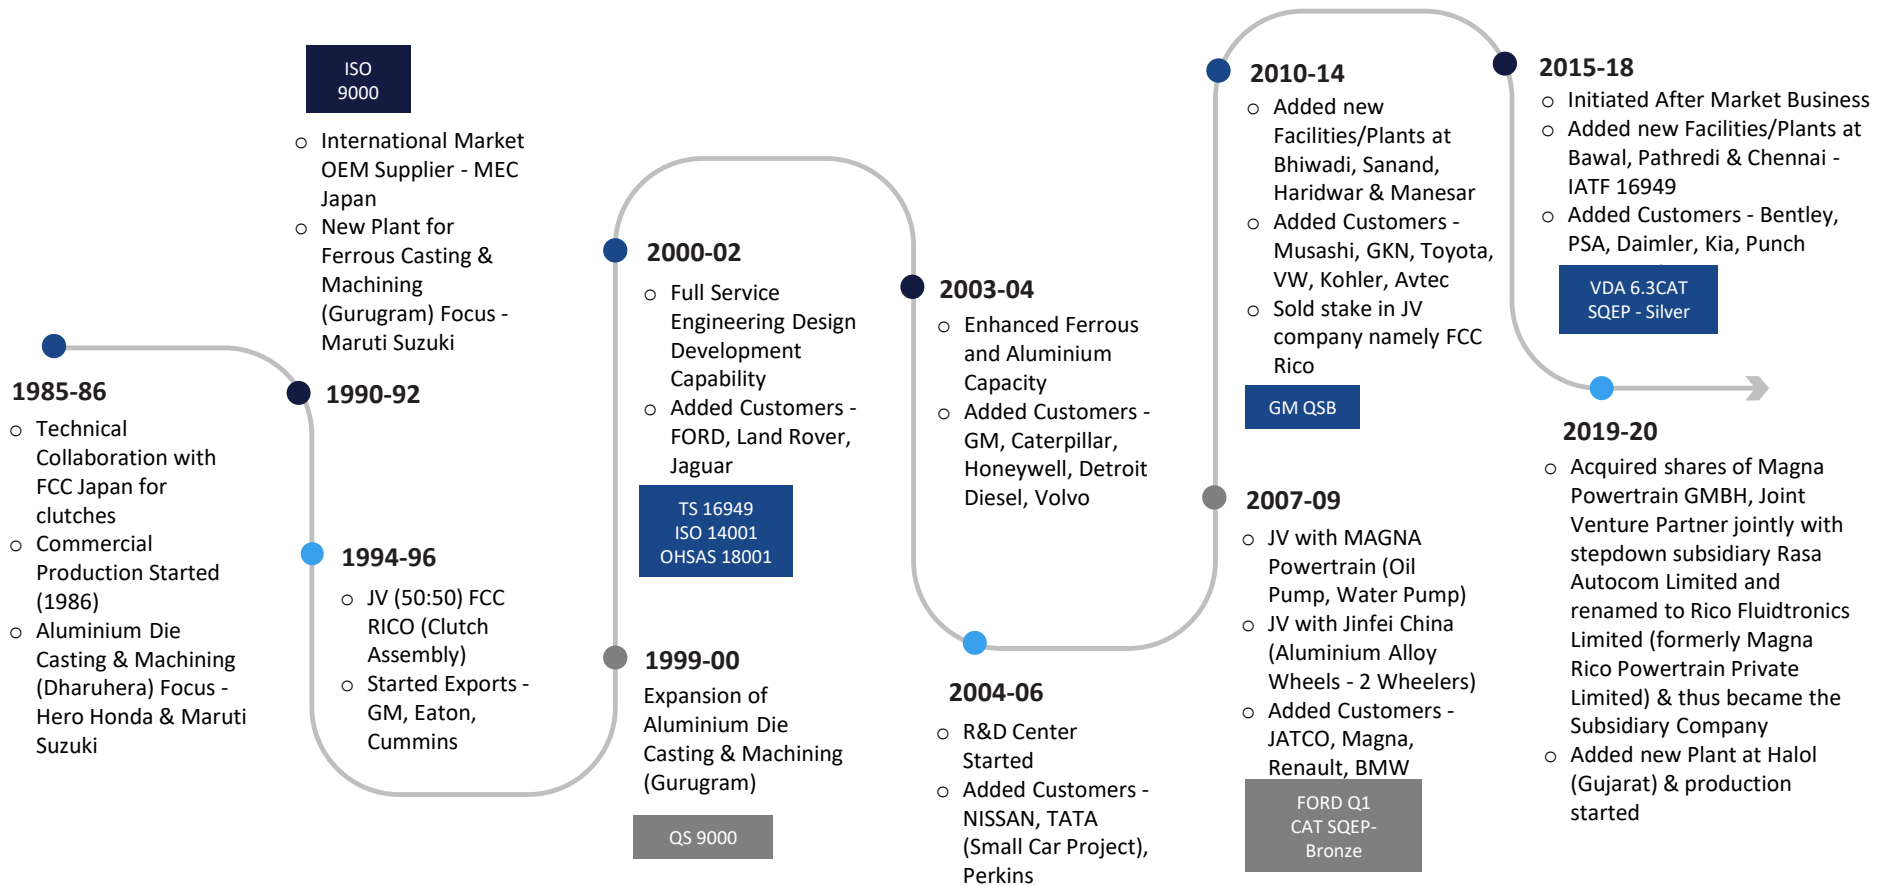 1985-86
○ Technical
Collaboration with
FCC Japan for
clutches
○ Commercial
Production Started
(1986)
○ Aluminium Die
Casting & Machining
(Dharuhera) Focus -
Hero Honda & Maruti
Suzuki
ISO
9000
○ International Market
OEM Supplier - MEC
Japan
○ New Plant for
Ferrous Casting &
Machining
(Gurugram) Focus -
Maruti Suzuki
1990-92
1994-96
○ JV (50:50) FCC
RICO (Clutch
Assembly)
○ Started Exports -
GM, Eaton,
Cummins
1999-00
Expansion of
Aluminium Die
Casting & Machining
(Gurugram)
QS 9000
2000-02
○ Full Service
Engineering Design
Development
Capability
○ Added Customers -
FORD, Land Rover,
Jaguar
TS 16949
ISO 14001
OHSAS 18001
2003-04
○ Enhanced Ferrous
and Aluminium
Capacity
○ Added Customers -
GM, Caterpillar,
Honeywell, Detroit
Diesel, Volvo
2004-06
○ R&D Center
Started
○ Added Customers -
NISSAN, TATA
(Small Car Project),
Perkins
2007-09
○ JV with MAGNA
Powertrain (Oil
Pump, Water Pump)
○ JV with Jinfei China
(Aluminium Alloy
Wheels - 2 Wheelers)
○ Added Customers -
JATCO, Magna,
Renault, BMW
FORD Q1
CAT SQEP-
Bronze
2010-14
○ Added new
Facilities/Plants at
Bhiwadi, Sanand,
Haridwar & Manesar
○ Added Customers -
Musashi, GKN, Toyota,
VW, Kohler, Avtec
○ Sold stake in JV
company namely FCC
Rico
GM QSB
2015-18
○ Initiated After Market Business
○ Added new Facilities/Plants at
Bawal, Pathredi & Chennai -
IATF 16949
○ Added Customers - Bentley,
PSA, Daimler, Kia, Punch
VDA 6.3CAT
SQEP - Silver
2019-20
○ Acquired shares of Magna
Powertrain GMBH, Joint
Venture Partner jointly with
stepdown subsidiary Rasa
Autocom Limited and
renamed to Rico Fluidtronics
Limited (formerly Magna
Rico Powertrain Private
Limited) & thus became the
Subsidiary Company
○ Added new Plant at Halol
(Gujarat) & production
started